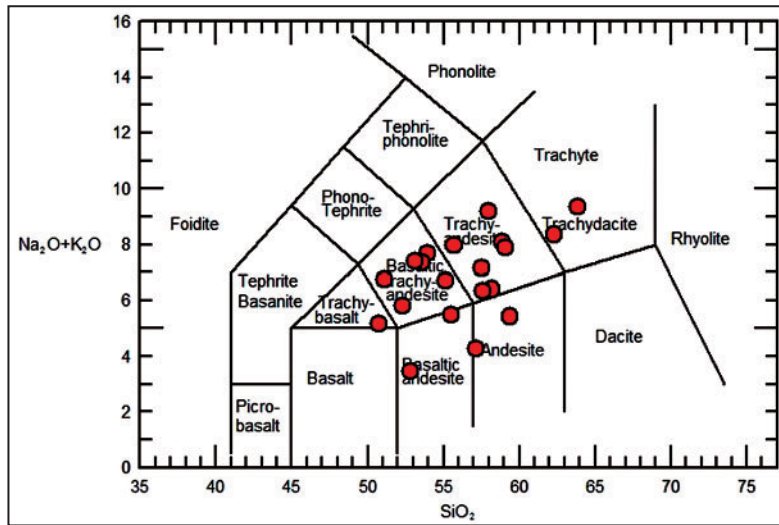 16
14
12
10
8
6
4
2
0
Na₂O+K₂O
Phonolite
Tephri-
phonolite
Trachyte
Phono-
Tephrite
Foidite
Trachy-
andesite
Trachydacite
Rhyolite
Tephrite
Basanite
Basaltic
trachy-
andesite
Trachy-
basalt
Basalt
Basaltic
andesite
Andesite
Dacite
Picro-
basalt
35 40 45 50 55 60 65 70 75
SiO₂